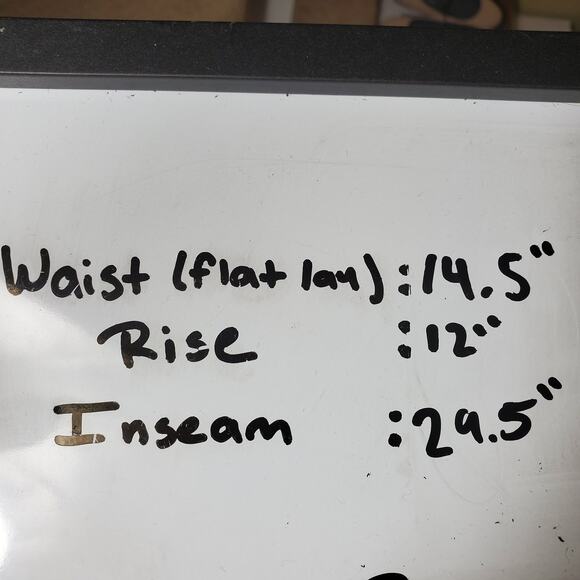 Waist (flat lay) : 14.5"
Rise : 12"
Inseam : 29.5"